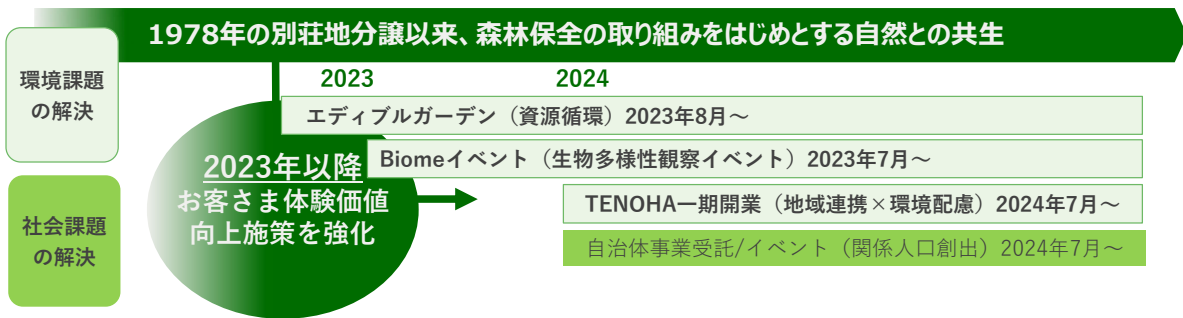 1978年の別荘地分譲以来、森林保全の取り組みをはじめとする自然との共生
環境課題
の解決
2023
2024
エディブルガーデン（資源循環）2023年8月～
2023年以降
お客さま体験価値
向上施策を強化
Biomeイベント（生物多様性観察イベント）2023年7月～
TENOHA一期開業（地域連携×環境配慮）2024年7月～
社会課題
の解決
自治体事業受託/イベント（関係人口創出）2024年7月～